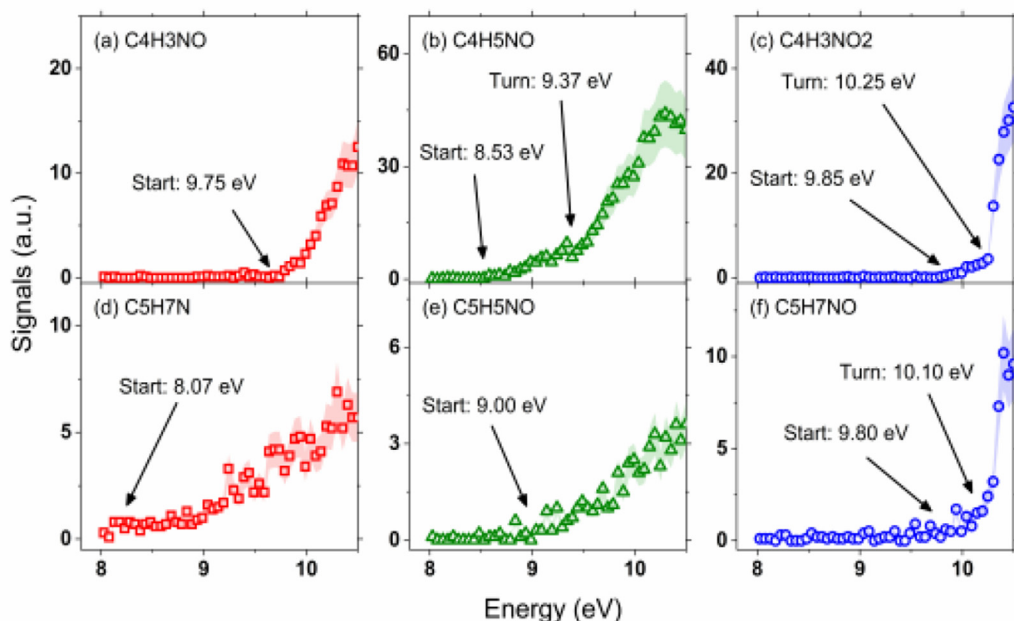 (a) C4H3NO
(b) C4H5NO
(c) C4H3NO2
Start: 9.75 eV
Turn: 9.37 eV
Start: 8.53 eV
Turn: 10.25 eV
Start: 9.85 eV
20
10
0
60
30
0
40
20
0
(d) C5H7N
(e) C5H5NO
(f) C5H7NO
Start: 8.07 eV
Start: 9.00 eV
Turn: 10.10 eV
Start: 9.80 eV
10
5
0
6
3
0
10
5
0
8 9 10
8 9 10
8 9 10
Signals (a.u.)
Energy (eV)